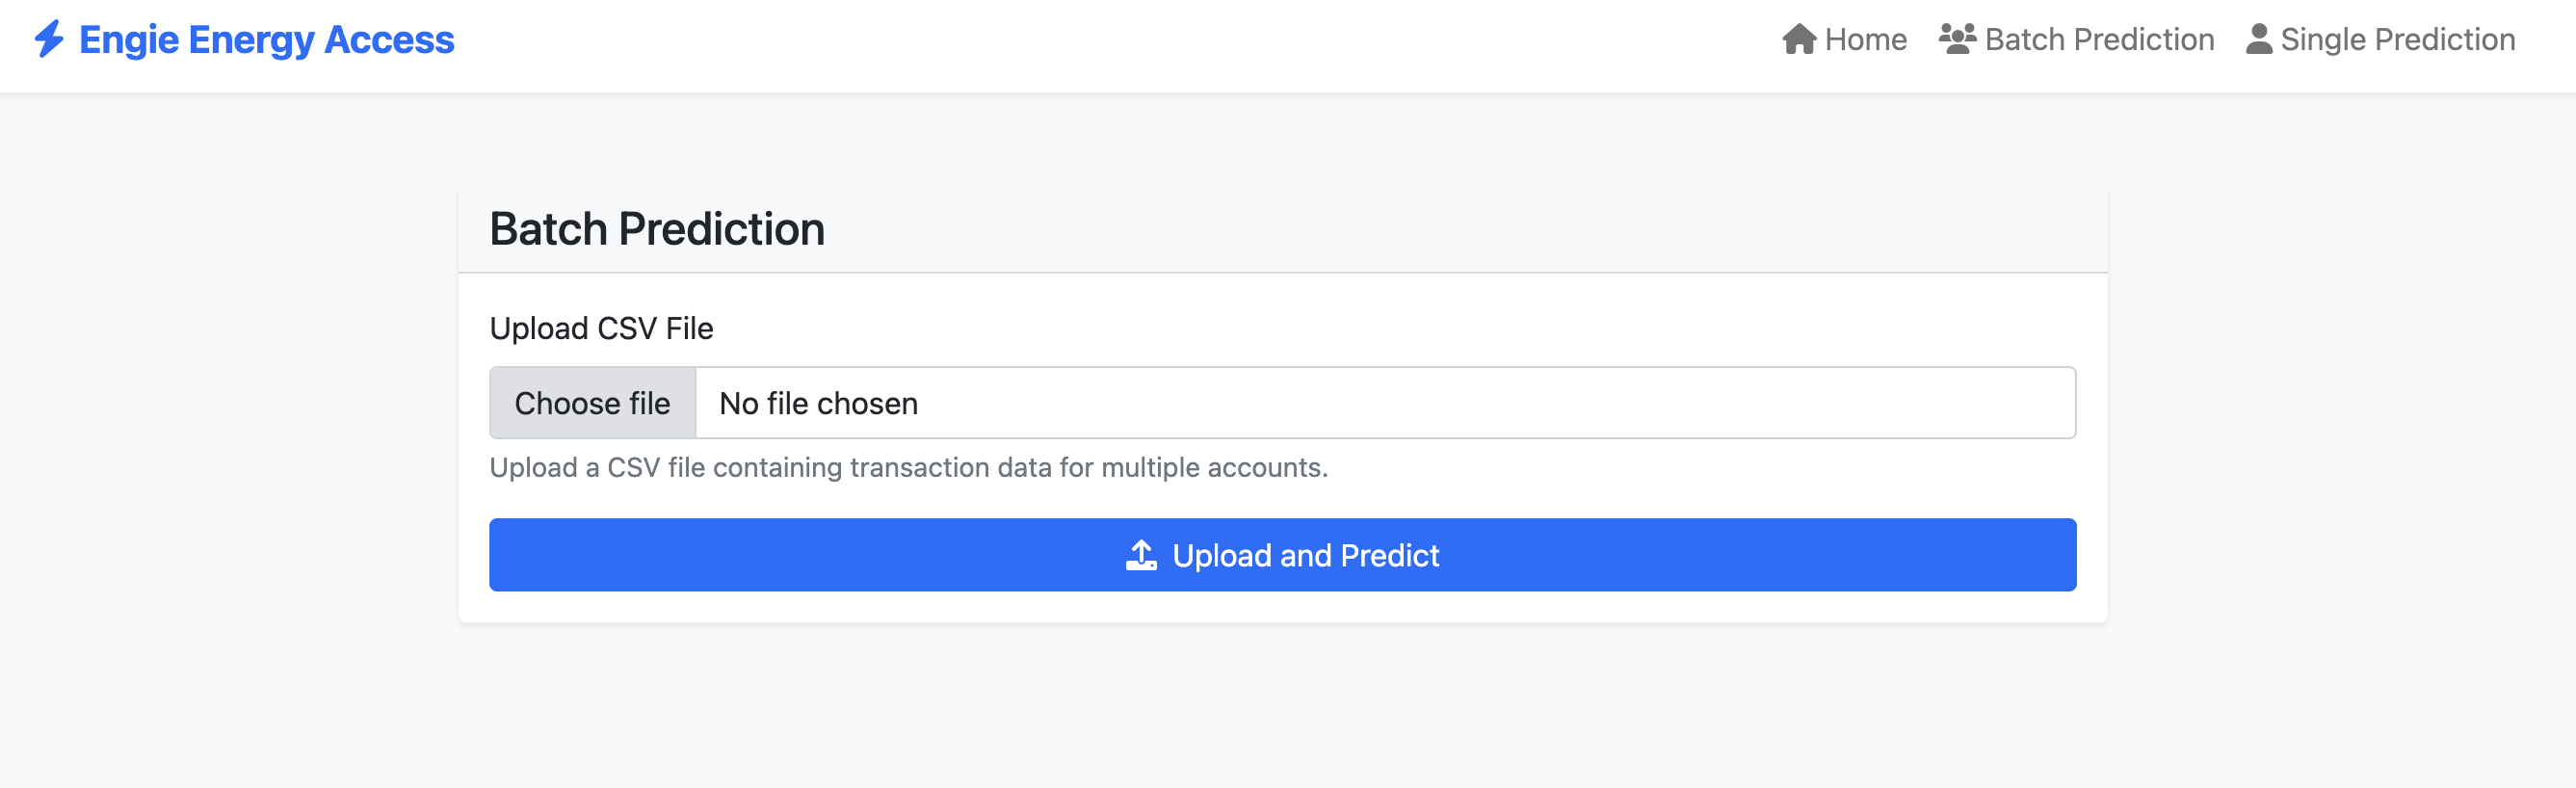 Engie Energy Access
Home Batch Prediction Single Prediction
Batch Prediction
Upload CSV File
Choose file No file chosen
Upload a CSV file containing transaction data for multiple accounts.
Upload and Predict